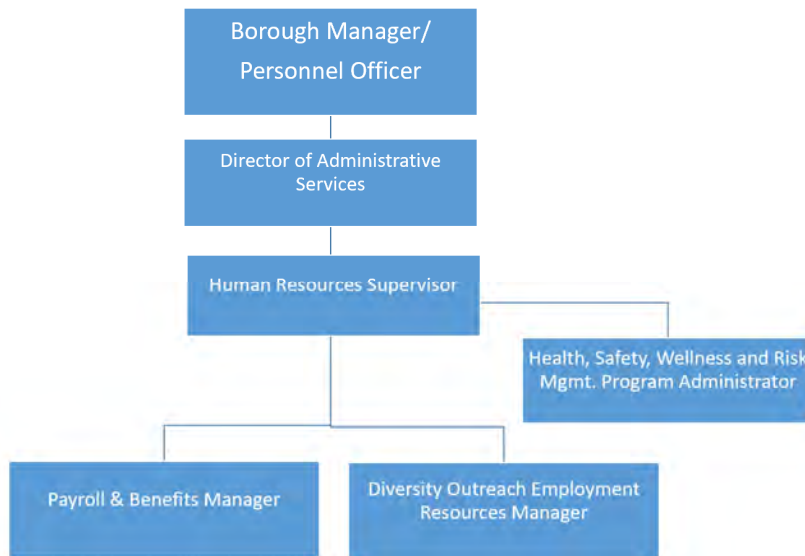 Borough Manager/
Personnel Officer
Director of Administrative
Services
Human Resources Supervisor
Health, Safety, Wellness and Risk
Mgmt. Program Administrator
Payroll & Benefits Manager
Diversity Outreach Employment
Resources Manager